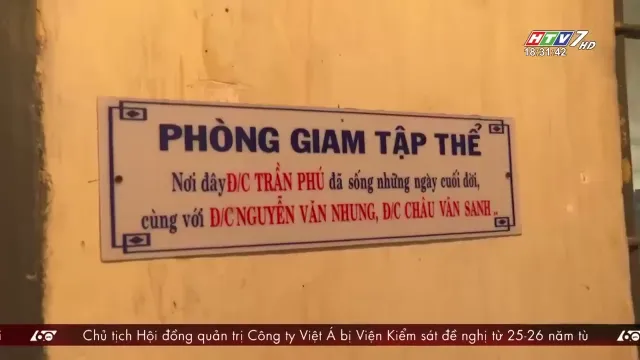 HTV7 HD
18:31:42
PHÒNG GIAM TẬP THỂ
Nơi đây Đ/C TRẦN PHÚ đã sống những ngày cuối đời,
cùng với Đ/C NGUYỄN VĂN NHUNG, Đ/C CHÂU VĂN SANH..
i 60 Chủ tịch Hội đồng quản trị Công ty Việt Á bị Viện Kiểm sát đề nghị từ 25-26 năm tù 60